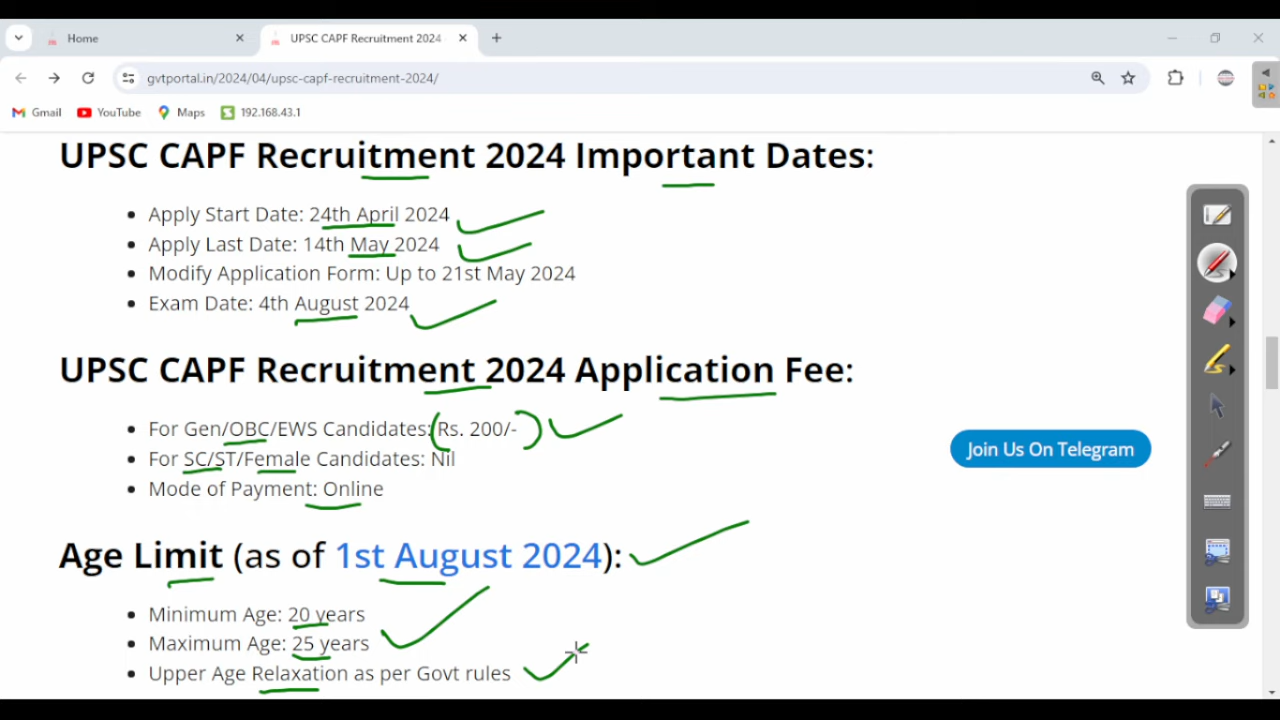 Home
UPSC CAPF Recruitment 2024
gvtportal.in/2024/04/upsc-capf-recruitment-2024/
Gmail YouTube Maps 192.168.43.1
UPSC CAPF Recruitment 2024 Important Dates:
Apply Start Date: 24th April 2024
Apply Last Date: 14th May 2024
Modify Application Form: Up to 21st May 2024
Exam Date: 4th August 2024
UPSC CAPF Recruitment 2024 Application Fee:
For Gen/OBC/EWS Candidates: Rs. 200/-
For SC/ST/Female Candidates: Nil
Mode of Payment: Online
Join Us On Telegram
Age Limit (as of 1st August 2024):
Minimum Age: 20 years
Maximum Age: 25 years
Upper Age Relaxation as per Govt rules